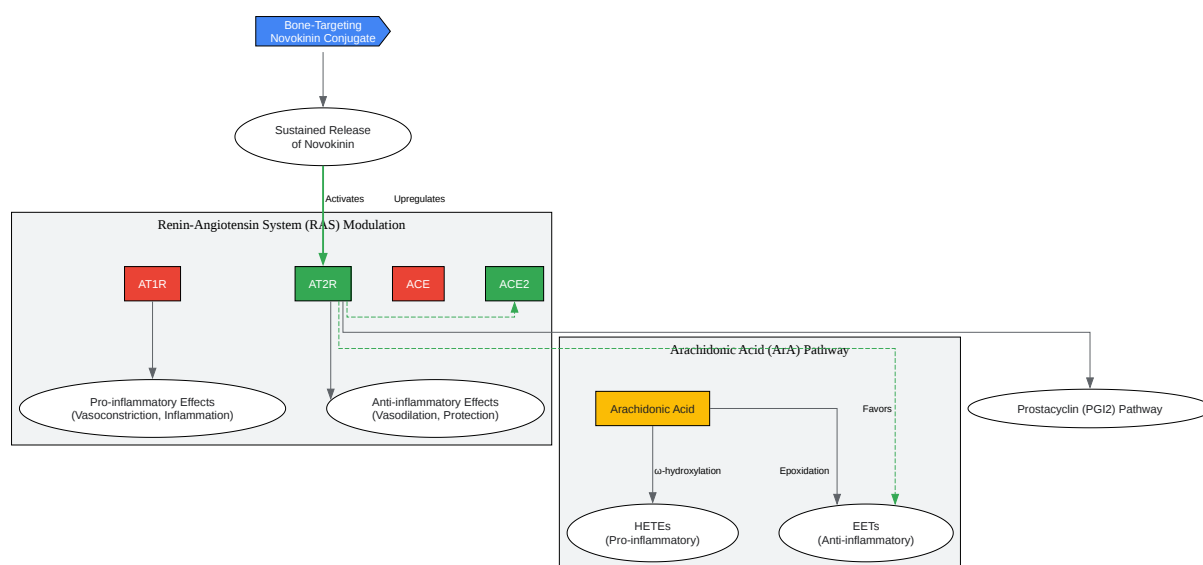 Bone-Targeting
Novokinin Conjugate
Sustained Release
of Novokinin
Activates
Upregulates
Renin-Angiotensin System (RAS) Modulation
AT1R
AT2R
ACE
ACE2
Arachidonic Acid (ArA) Pathway
Pro-inflammatory Effects
(Vasoconstriction, Inflammation)
Anti-inflammatory Effects
(Vasodilation, Protection)
Arachidonic Acid
Favors
Prostacyclin (PGI2) Pathway
ω-hydroxylation
Epoxidation
HETEs
(Pro-inflammatory)
EETs
(Anti-inflammatory)